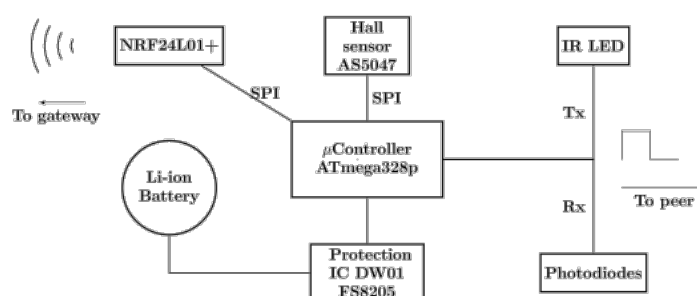 NRF24L01+
Hall
sensor
AS5047
IR LED
SPI
SPI
To gateway
Tx
μController
ATmega328p
Li-ion
Battery
Rx
To peer
Protection
IC DW01
FS8205
Photodiodes